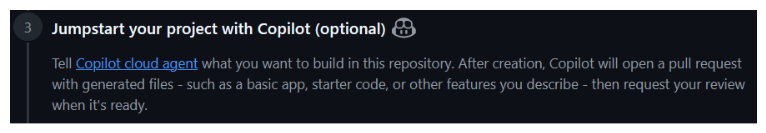 3
Jumpstart your project with Copilot (optional)
Tell Copilot cloud agent what you want to build in this repository. After creation, Copilot will open a pull request
with generated files - such as a basic app, starter code, or other features you describe - then request your review
when it's ready.